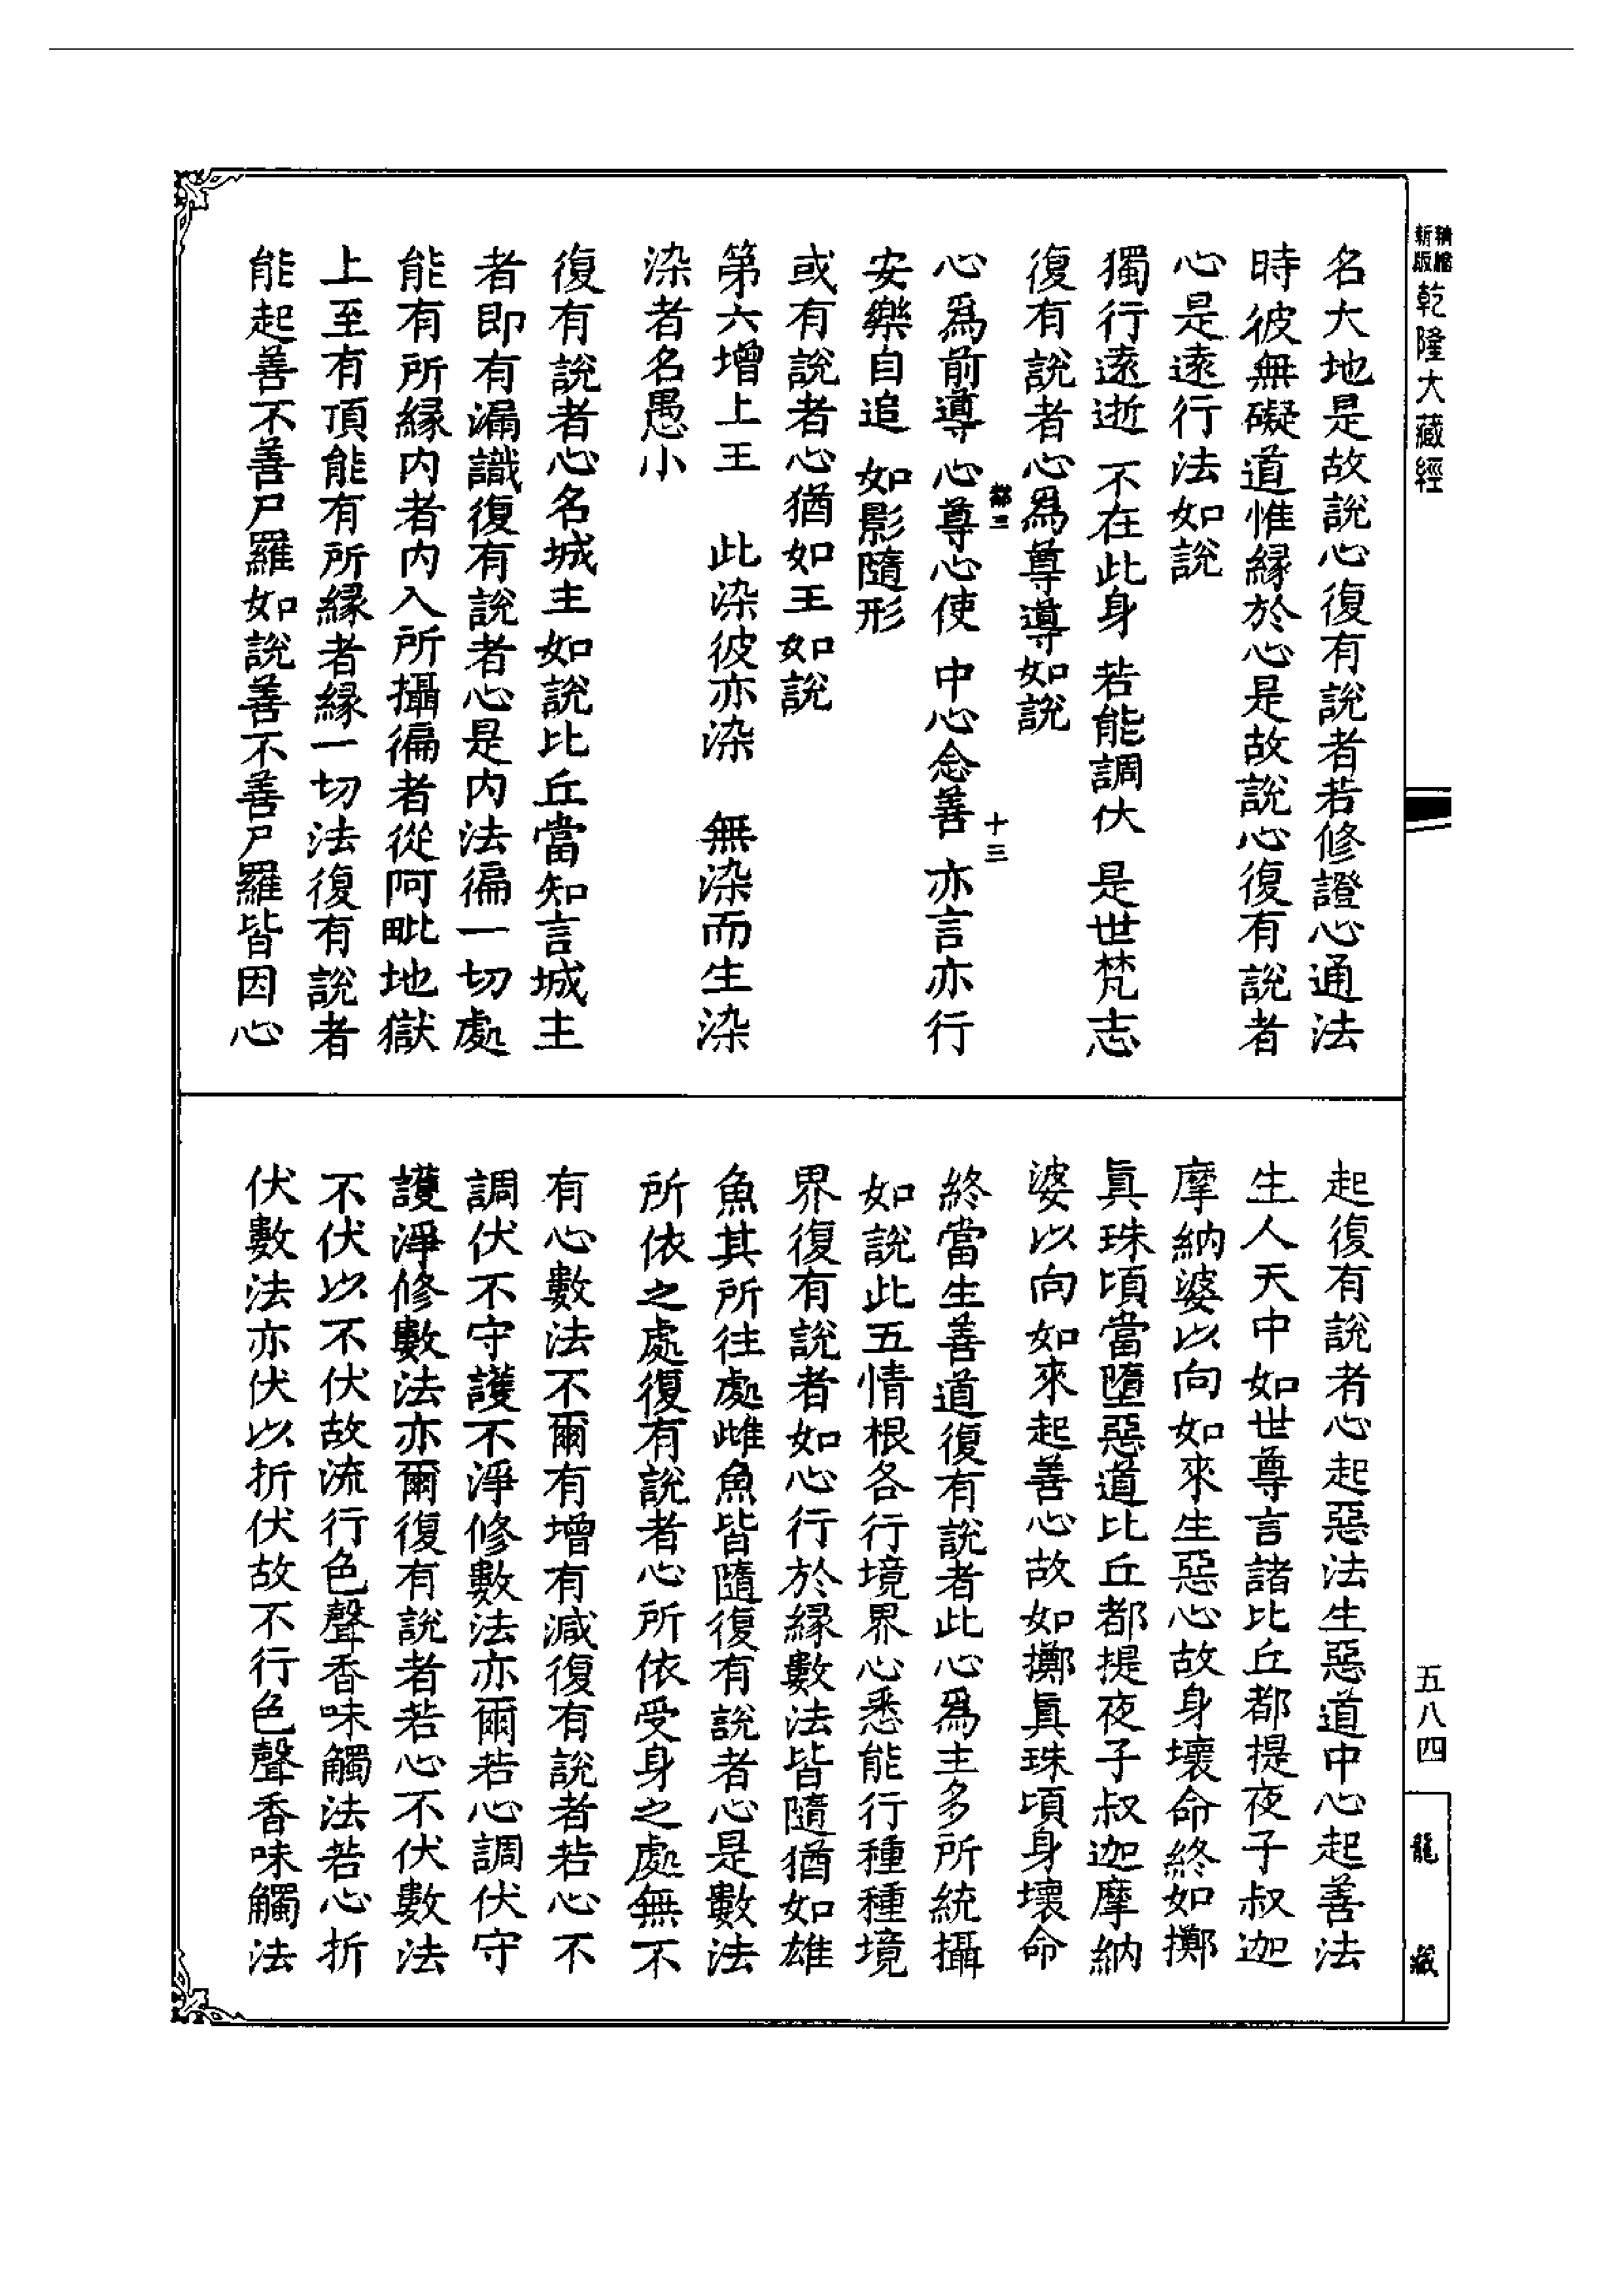 精縮
新版
乾隆大藏經
名大地是故說心復有說者若修證心通法
時彼無礙道惟緣於心是故說心復有說者
心是遠行法如說
獨行遠逝 不在此身 若能調伏 是世梵志
復有說者心爲尊導如說
十三
心爲前導 心尊心使 中心念善 亦言亦行
安樂自追 如影隨形
或有說者心猶如王如說
第六增上王 此染彼亦染 無染而生染
染者名愚小
復有說者心名城主如說比丘當知言城主
者即有漏識復有說者心是内法徧一切處
能有所緣内者内入所攝徧者從阿毗地獄
上至有頂能有所緣者緣一切法復有說者
能起善不善尸羅如說善不善尸羅皆因心
起復有說者心起惡法生惡道中心起善法
生人天中如世尊言諸比丘都提夜子叔迦
摩納婆以向如來生惡心故身壞命終如擲
眞珠頃當墮惡道比丘都提夜子叔迦摩納
婆以向如來起善心故如擲眞珠頃身壞命
終當生善道復有說者此心爲主多所統攝
如說此五情根各行境界心悉能行種種境
界復有說者如心行於緣數法皆隨猶如雄
魚其所往處雌魚皆隨復有說者心是數法
所依之處復有說者心所依受身之處無不
有心數法不爾有增有減復有說者若心不
調伏不守護不淨修數法亦爾若心調伏守
護淨修數法亦爾復有說者若心不伏數法
不伏以不伏故流行色聲香味觸法若心折
伏數法亦伏以折伏故不行色聲香味觸法
五八四
龍藏